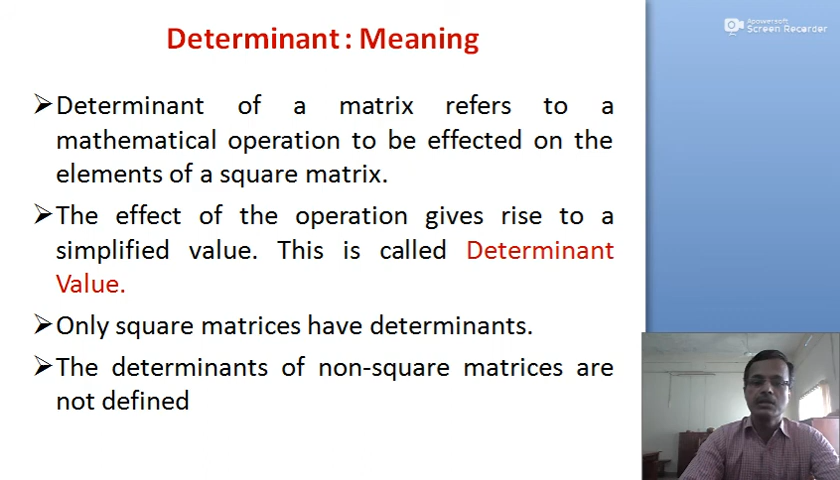 Apowersoft
Screen Recorder
Determinant : Meaning
➢Determinant of a matrix refers to a
mathematical operation to be effected on the
elements of a square matrix.
➢The effect of the operation gives rise to a
simplified value. This is called Determinant
Value.
➢Only square matrices have determinants.
➢The determinants of non-square matrices are
not defined